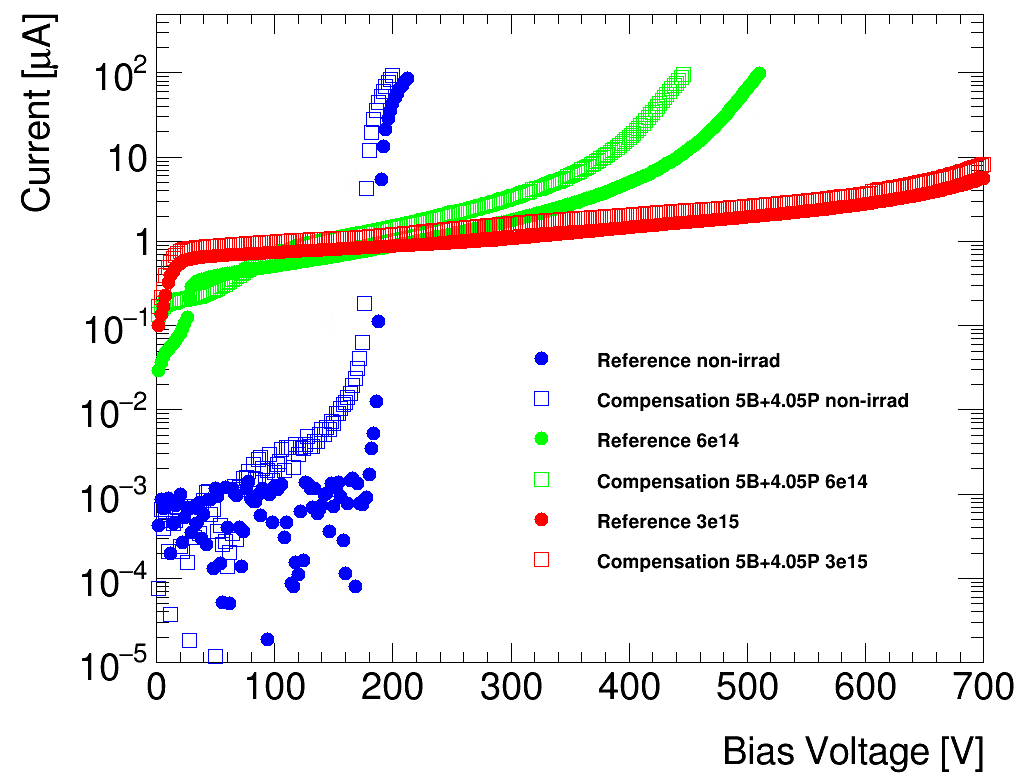 Current [μA]
10²
10
1
10⁻¹
10⁻²
10⁻³
10⁻⁴
10⁻⁵
Reference non-irrad
Compensation 5B+4.05P non-irrad
Reference 6e14
Compensation 5B+4.05P 6e14
Reference 3e15
Compensation 5B+4.05P 3e15
0 100 200 300 400 500 600 700
Bias Voltage [V]